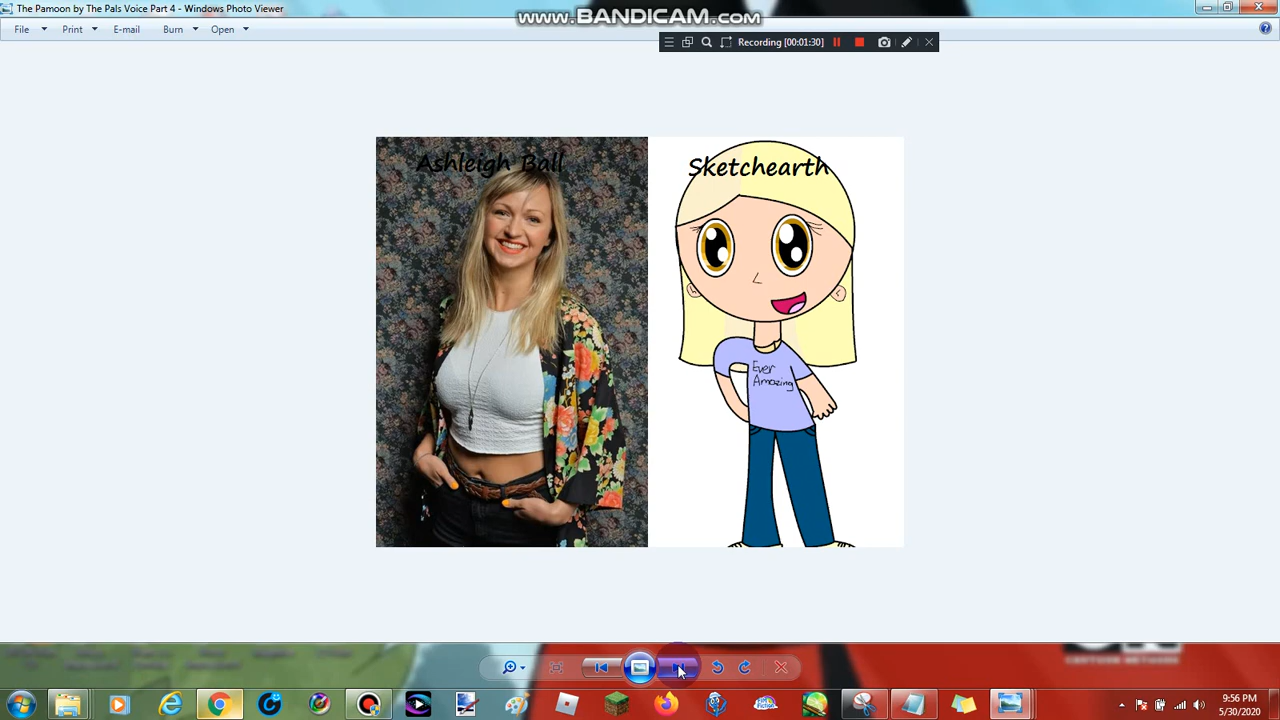 The Pamoon by The Pals Voice Part 4 - Windows Photo Viewer
www.BANDICAM.com
File Print E-mail Burn Open
Recording [00:01:30]
Ashleigh Ball
Sketchearth
Ever
Amazing
9:56 PM
5/30/2020